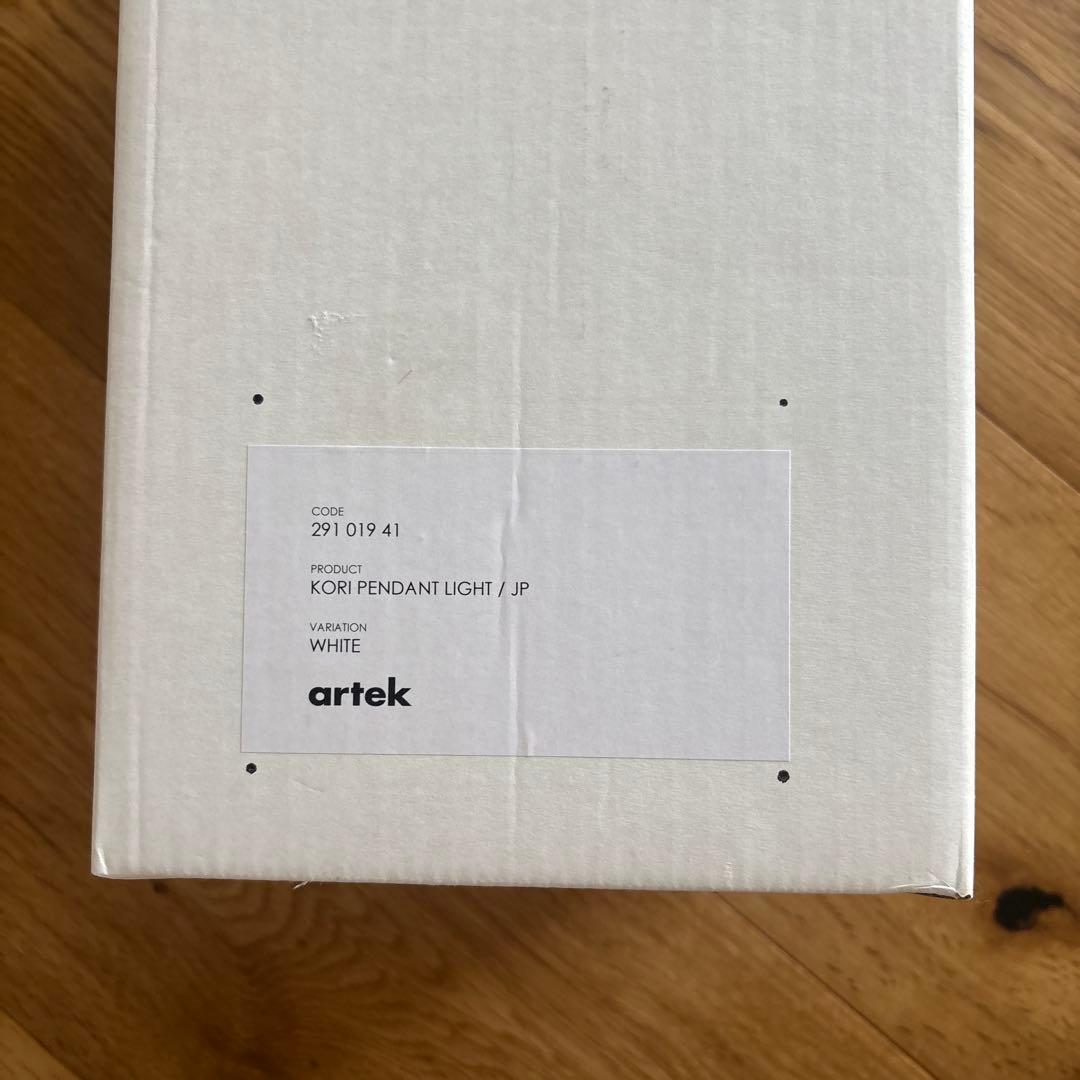 CODE
291 019 41
PRODUCT
KORI PENDANT LIGHT / JP
VARIATION
WHITE
artek